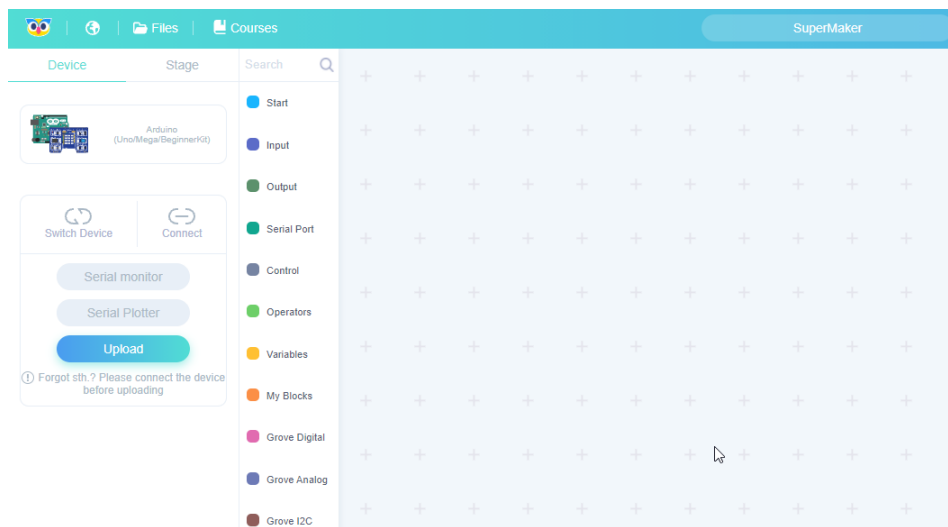 Files
Courses
SuperMaker
Device
Stage
Search
Arduino
(Uno/Mega/BeginnerKit)
Switch Device
Connect
Serial monitor
Serial Plotter
Upload
Forgot sth.? Please connect the device
before uploading
Start
Input
Output
Serial Port
Control
Operators
Variables
My Blocks
Grove Digital
Grove Analog
Grove I2C